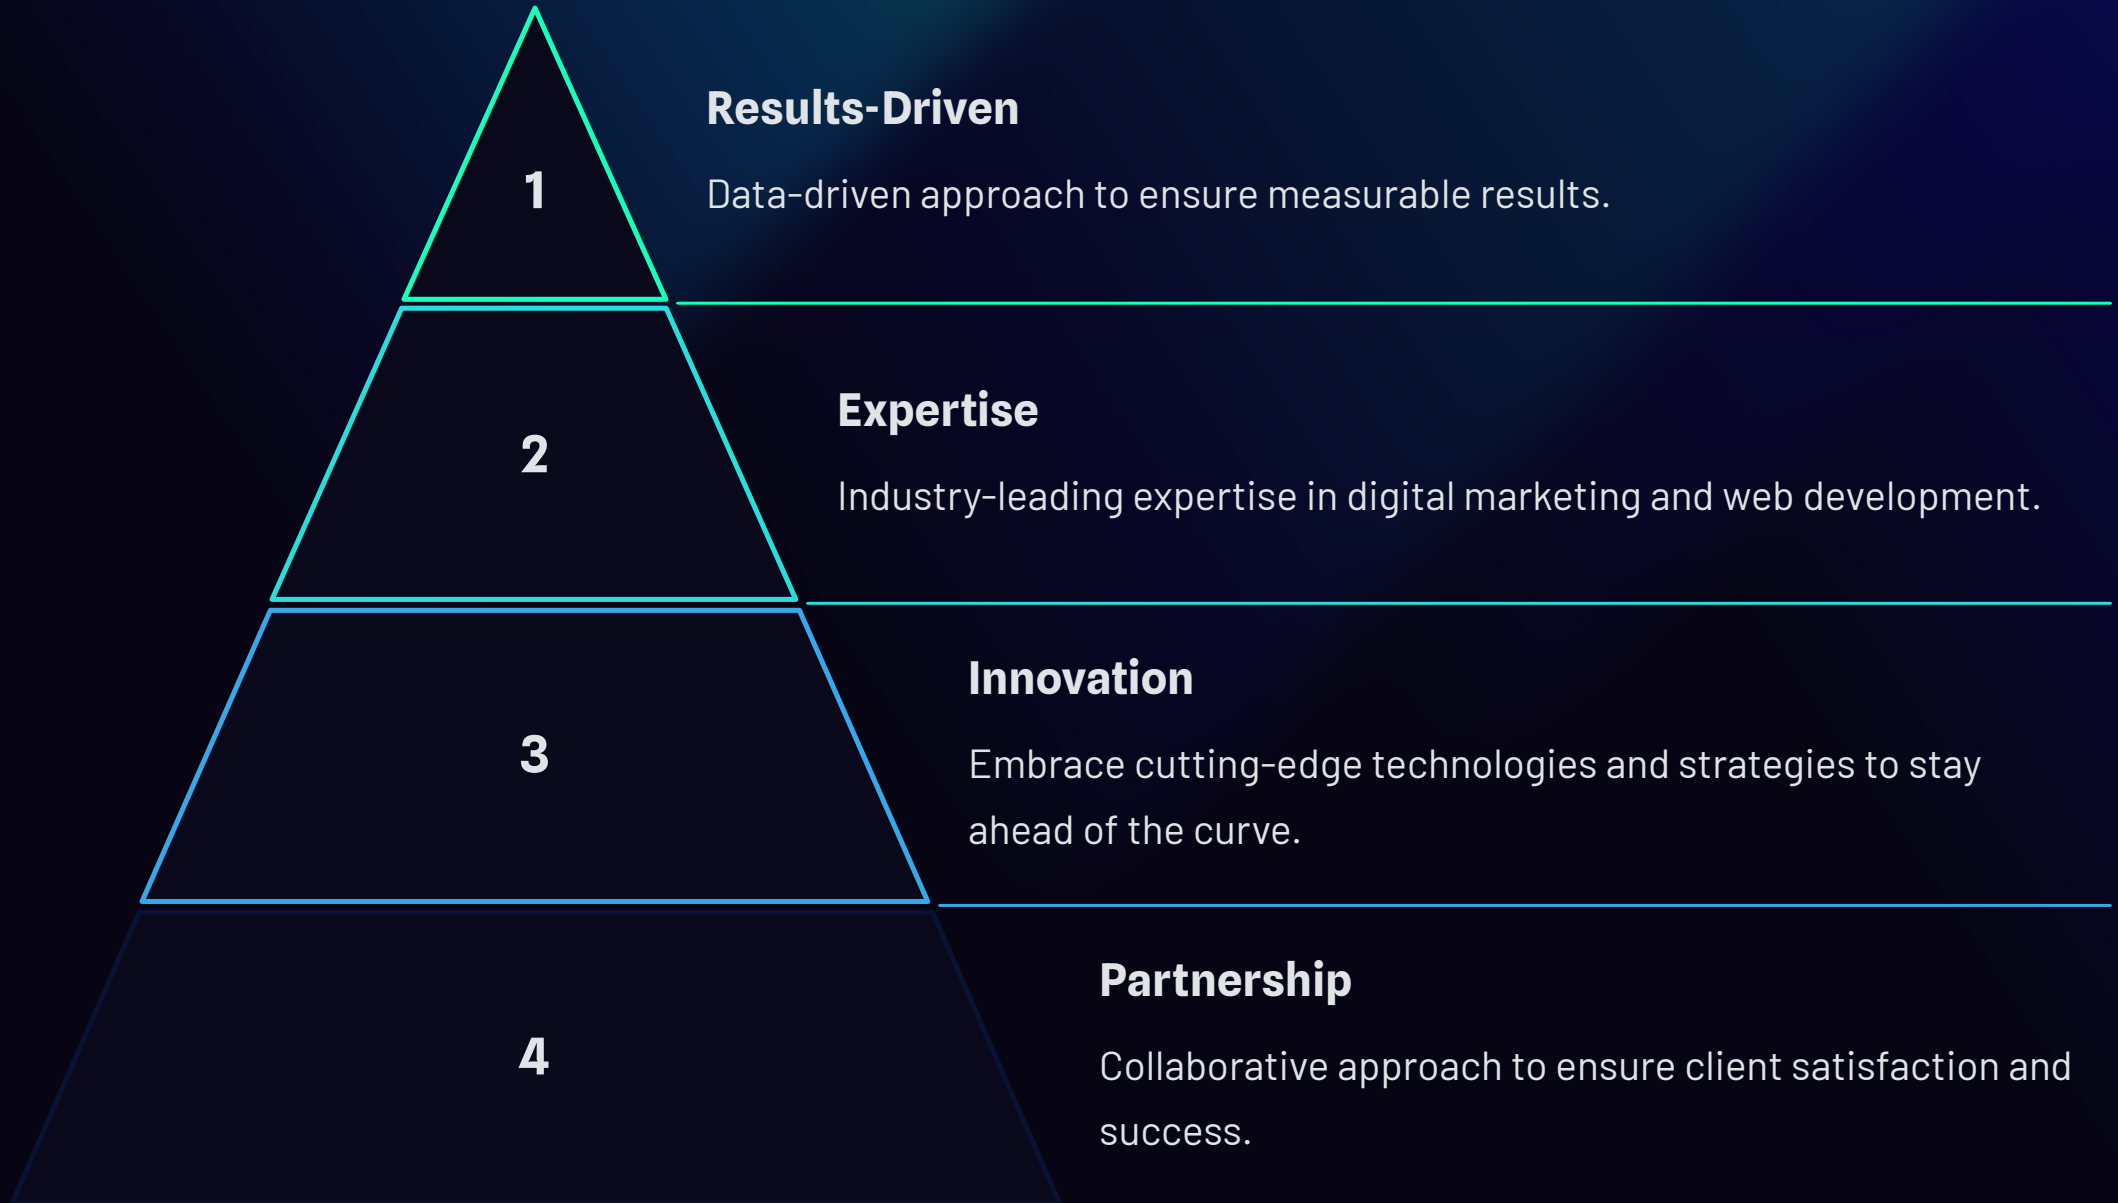 1
Results-Driven
Data-driven approach to ensure measurable results.
2
Expertise
Industry-leading expertise in digital marketing and web development.
3
Innovation
Embrace cutting-edge technologies and strategies to stay
ahead of the curve.
4
Partnership
Collaborative approach to ensure client satisfaction and
success.